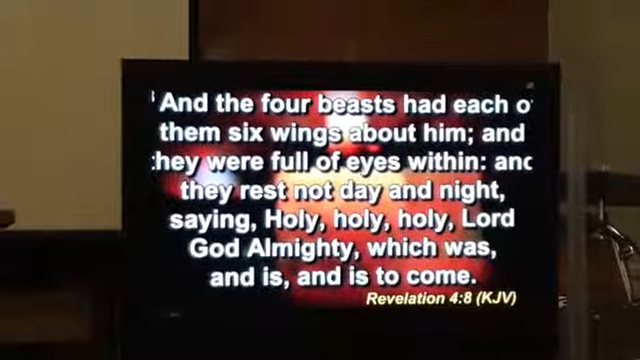 And the four beasts had each o
them six wings about him; and
hey were full of eyes within: and
they rest not day and night,
saying, Holy, holy, holy, Lord
God Almighty, which was,
and is, and is to come.
Revelation 4:8 (KJV)